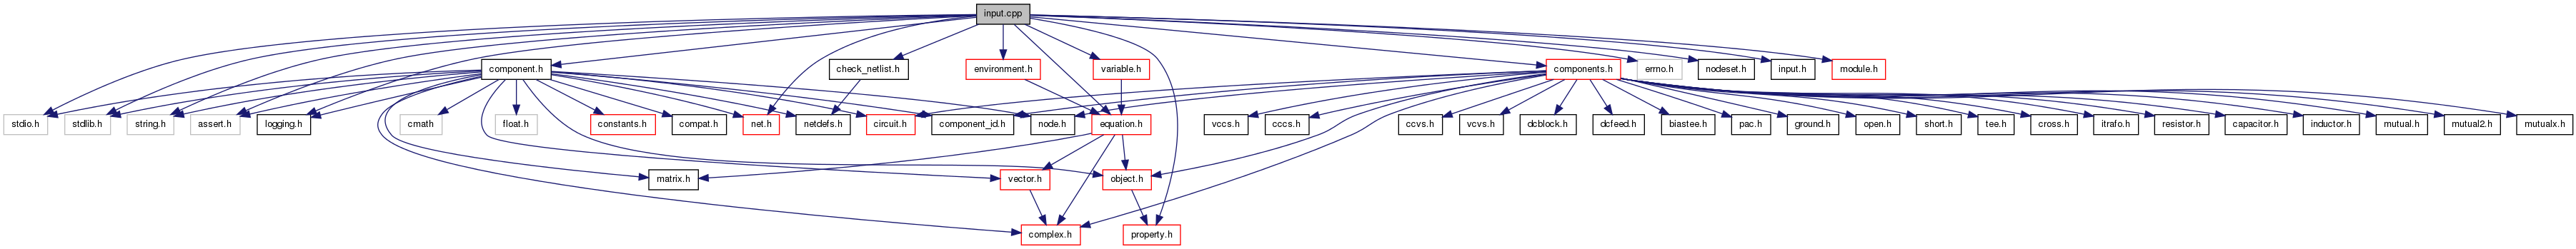 input.cpp
component.h
check_netlist.h
environment.h
variable.h
components.h
errno.h
nodeset.h
input.h
module.h
stdio.h
stdlib.h
string.h
assert.h
logging.h
cmath
float.h
constants.h
compat.h
net.h
netdefs.h
circuit.h
component_id.h
node.h
equation.h
vccs.h
cccs.h
ccvs.h
vcvs.h
dcblock.h
dcfeed.h
biastee.h
pac.h
ground.h
open.h
short.h
tee.h
cross.h
itrafo.h
resistor.h
capacitor.h
inductor.h
mutual.h
mutual2.h
mutualx.h
matrix.h
vector.h
object.h
complex.h
property.h